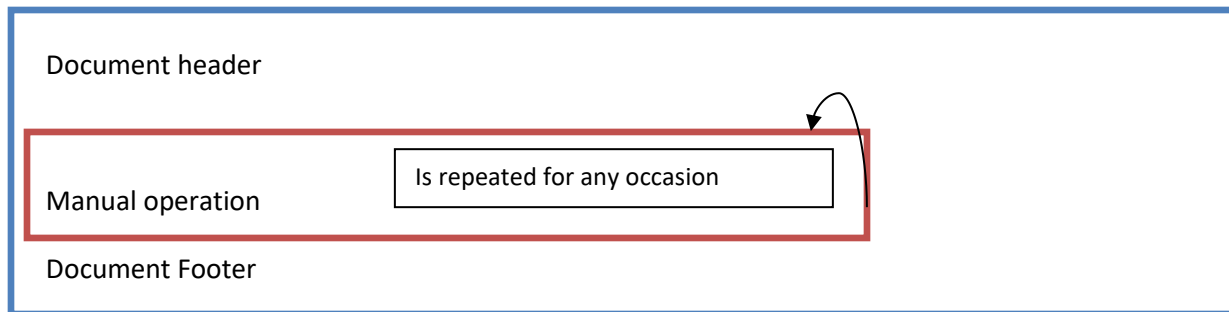 Document header
Is repeated for any occasion
Manual operation
Document Footer